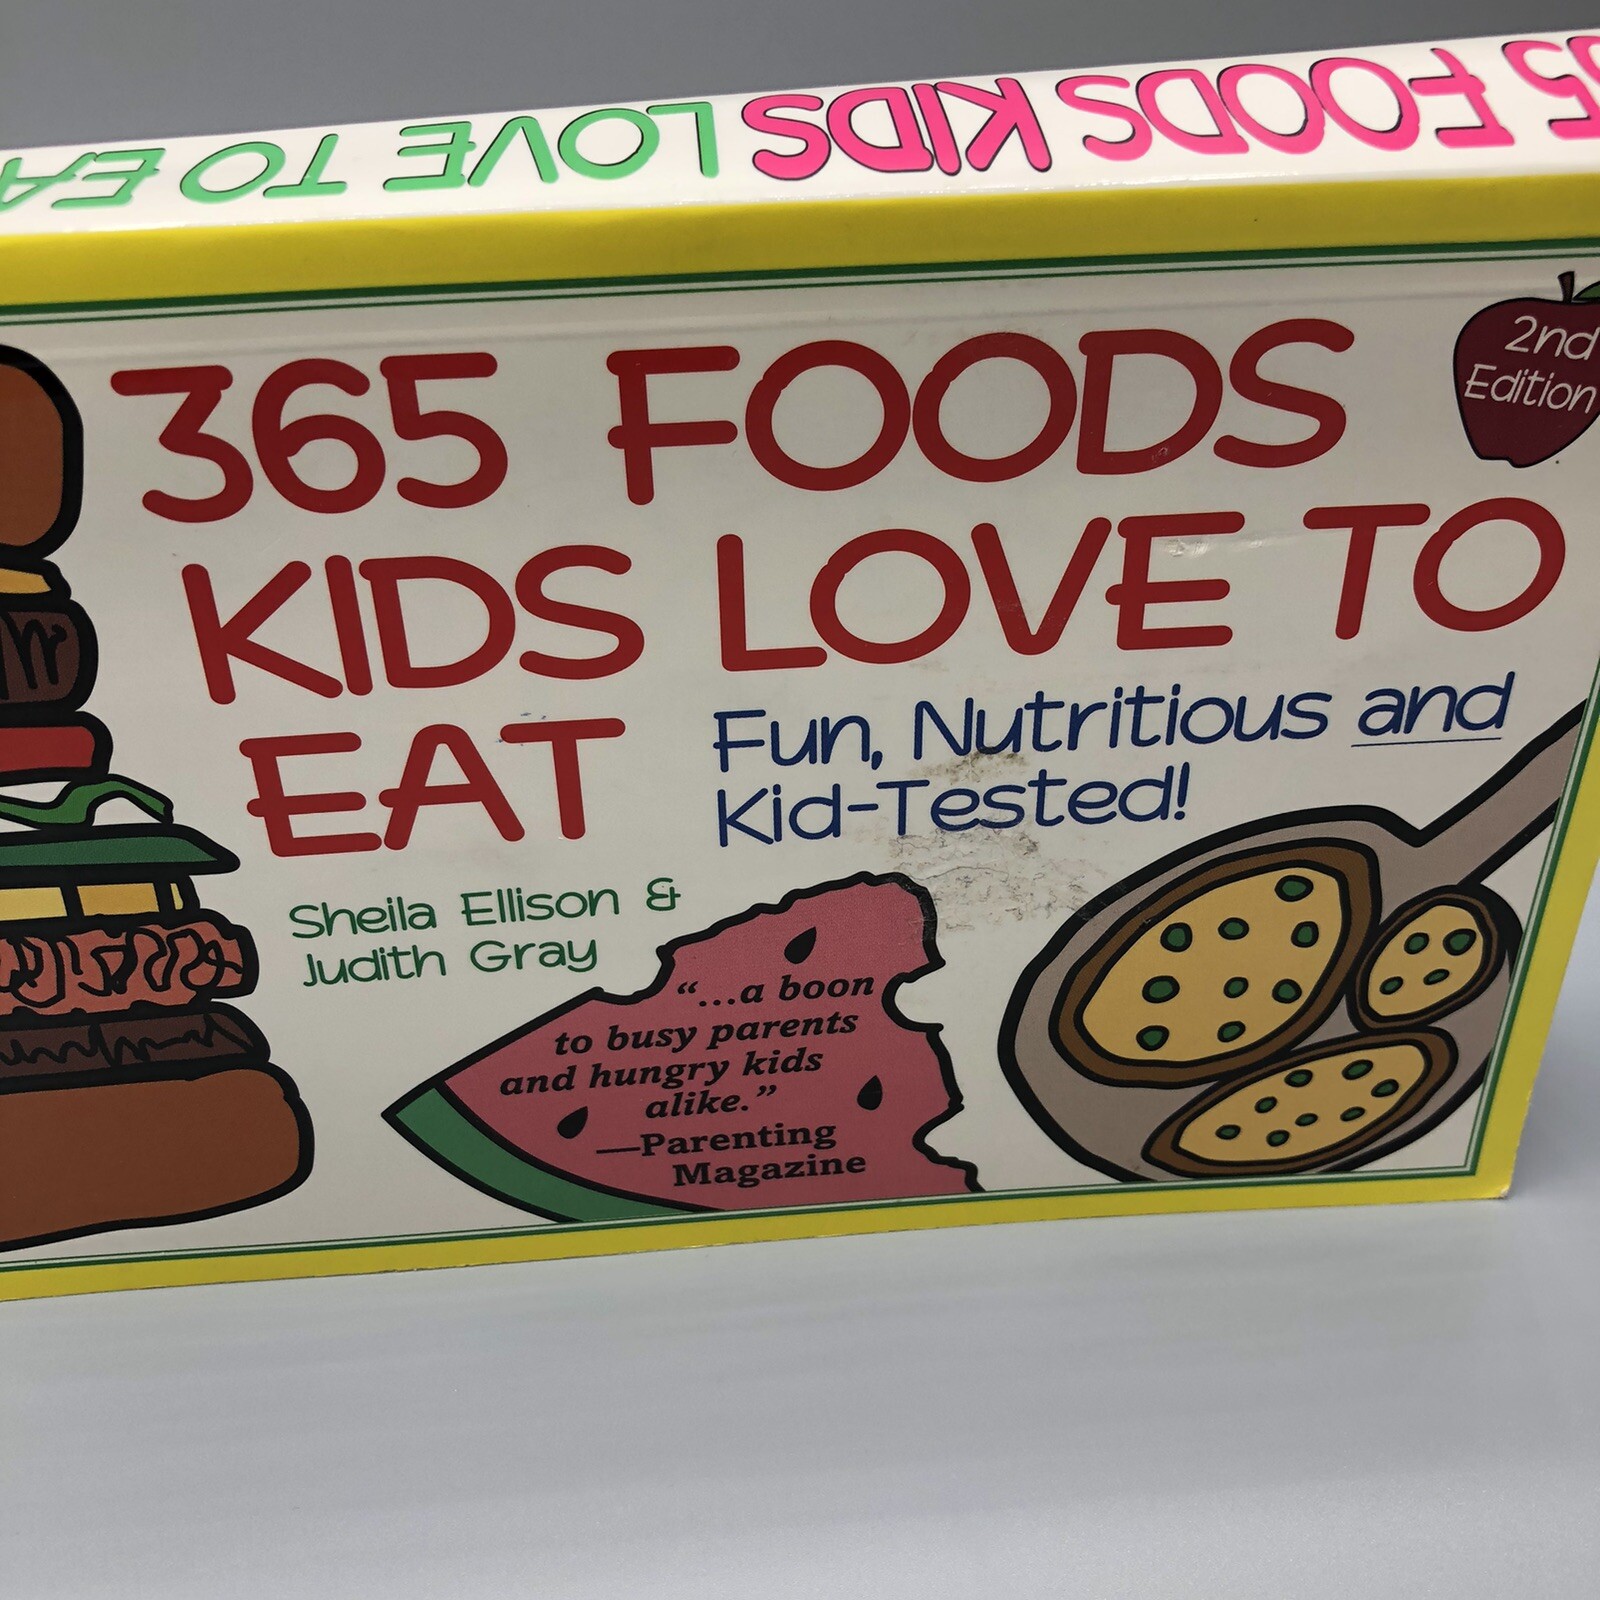 365 FOODS KIDS LOVE TO EA
2nd
Edition
365 FOODS
KIDS LOVE TO
EAT
Fun, Nutritious and
Kid-Tested!
Sheila Ellison &
Judith Gray
“...a boon
to busy parents
and hungry kids
alike.”
—Parenting
Magazine